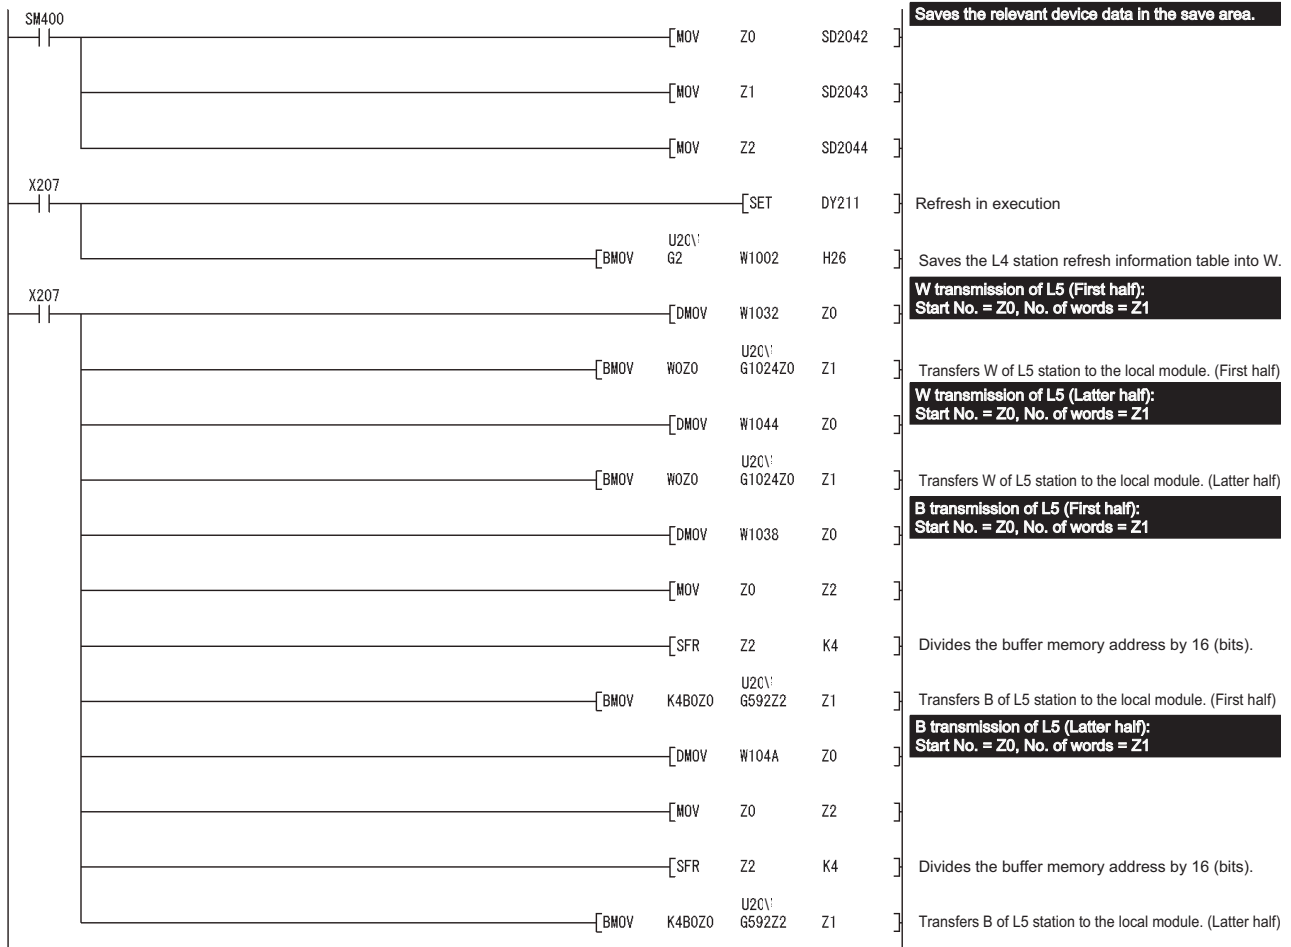 Saves the relevant device data in the save area.
SM400
MOV Z0 SD2042
MOV Z1 SD2043
MOV Z2 SD2044
X207
SET DY211 Refresh in execution
U20\
BMOV G2 W1002 H26 Saves the L4 station refresh information table into W.
X207
W transmission of L5 (First half):
Start No. = Z0, No. of words = Z1
DMOV W1032 Z0
U20\
BMOV W0Z0 G1024Z0 Z1 Transfers W of L5 station to the local module. (First half)
W transmission of L5 (Latter half):
Start No. = Z0, No. of words = Z1
DMOV W1044 Z0
U20\
BMOV W0Z0 G1024Z0 Z1 Transfers W of L5 station to the local module. (Latter half)
B transmission of L5 (First half):
Start No. = Z0, No. of words = Z1
DMOV W1038 Z0
MOV Z0 Z2
SFR Z2 K4 Divides the buffer memory address by 16 (bits).
U20\
BMOV K4B0Z0 G592Z2 Z1 Transfers B of L5 station to the local module. (First half)
B transmission of L5 (Latter half):
Start No. = Z0, No. of words = Z1
DMOV W104A Z0
MOV Z0 Z2
SFR Z2 K4 Divides the buffer memory address by 16 (bits).
U20\
BMOV K4B0Z0 G592Z2 Z1 Transfers B of L5 station to the local module. (Latter half)